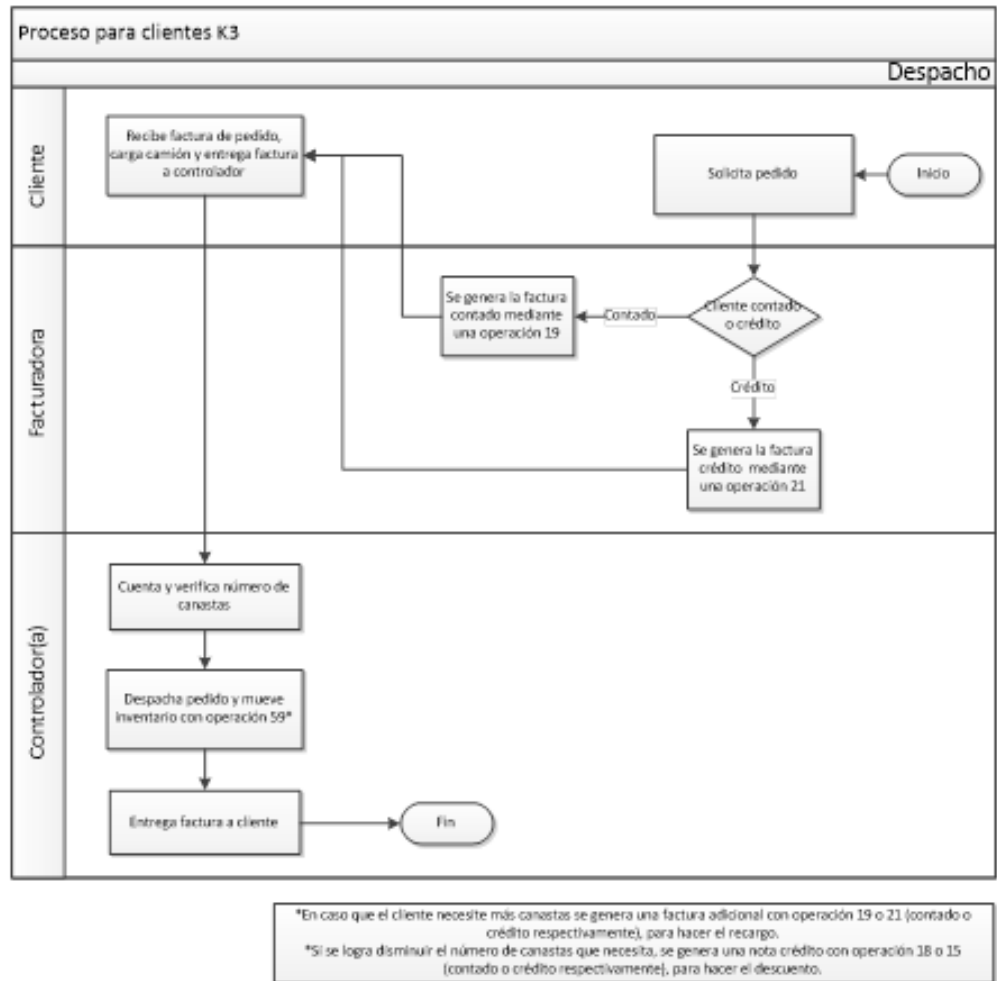 Proceso para clientes K3
Despacho
Cliente
Recibe factura de pedido,
carga camión y entrega factura
a controlador
Solicita pedido
Inicio
Facturadora
Se genera la factura
contado mediante
una operación 19
Contado
Cliente contado
o crédito
Crédito
Se genera la factura
crédito mediante
una operación 21
Controlador(a)
Cuenta y verifica número de
canastas
Despacha pedido y mueve
inventario con operación 59*
Entrega factura a cliente
Fin
*En caso que el cliente necesite más canastas se genera una factura adicional con operación 19 o 21 (contado o
crédito respectivamente), para hacer el recargo.
*Si se logra disminuir el número de canastas que necesita, se genera una nota crédito con operación 18 o 15
(contado o crédito respectivamente), para hacer el descuento.